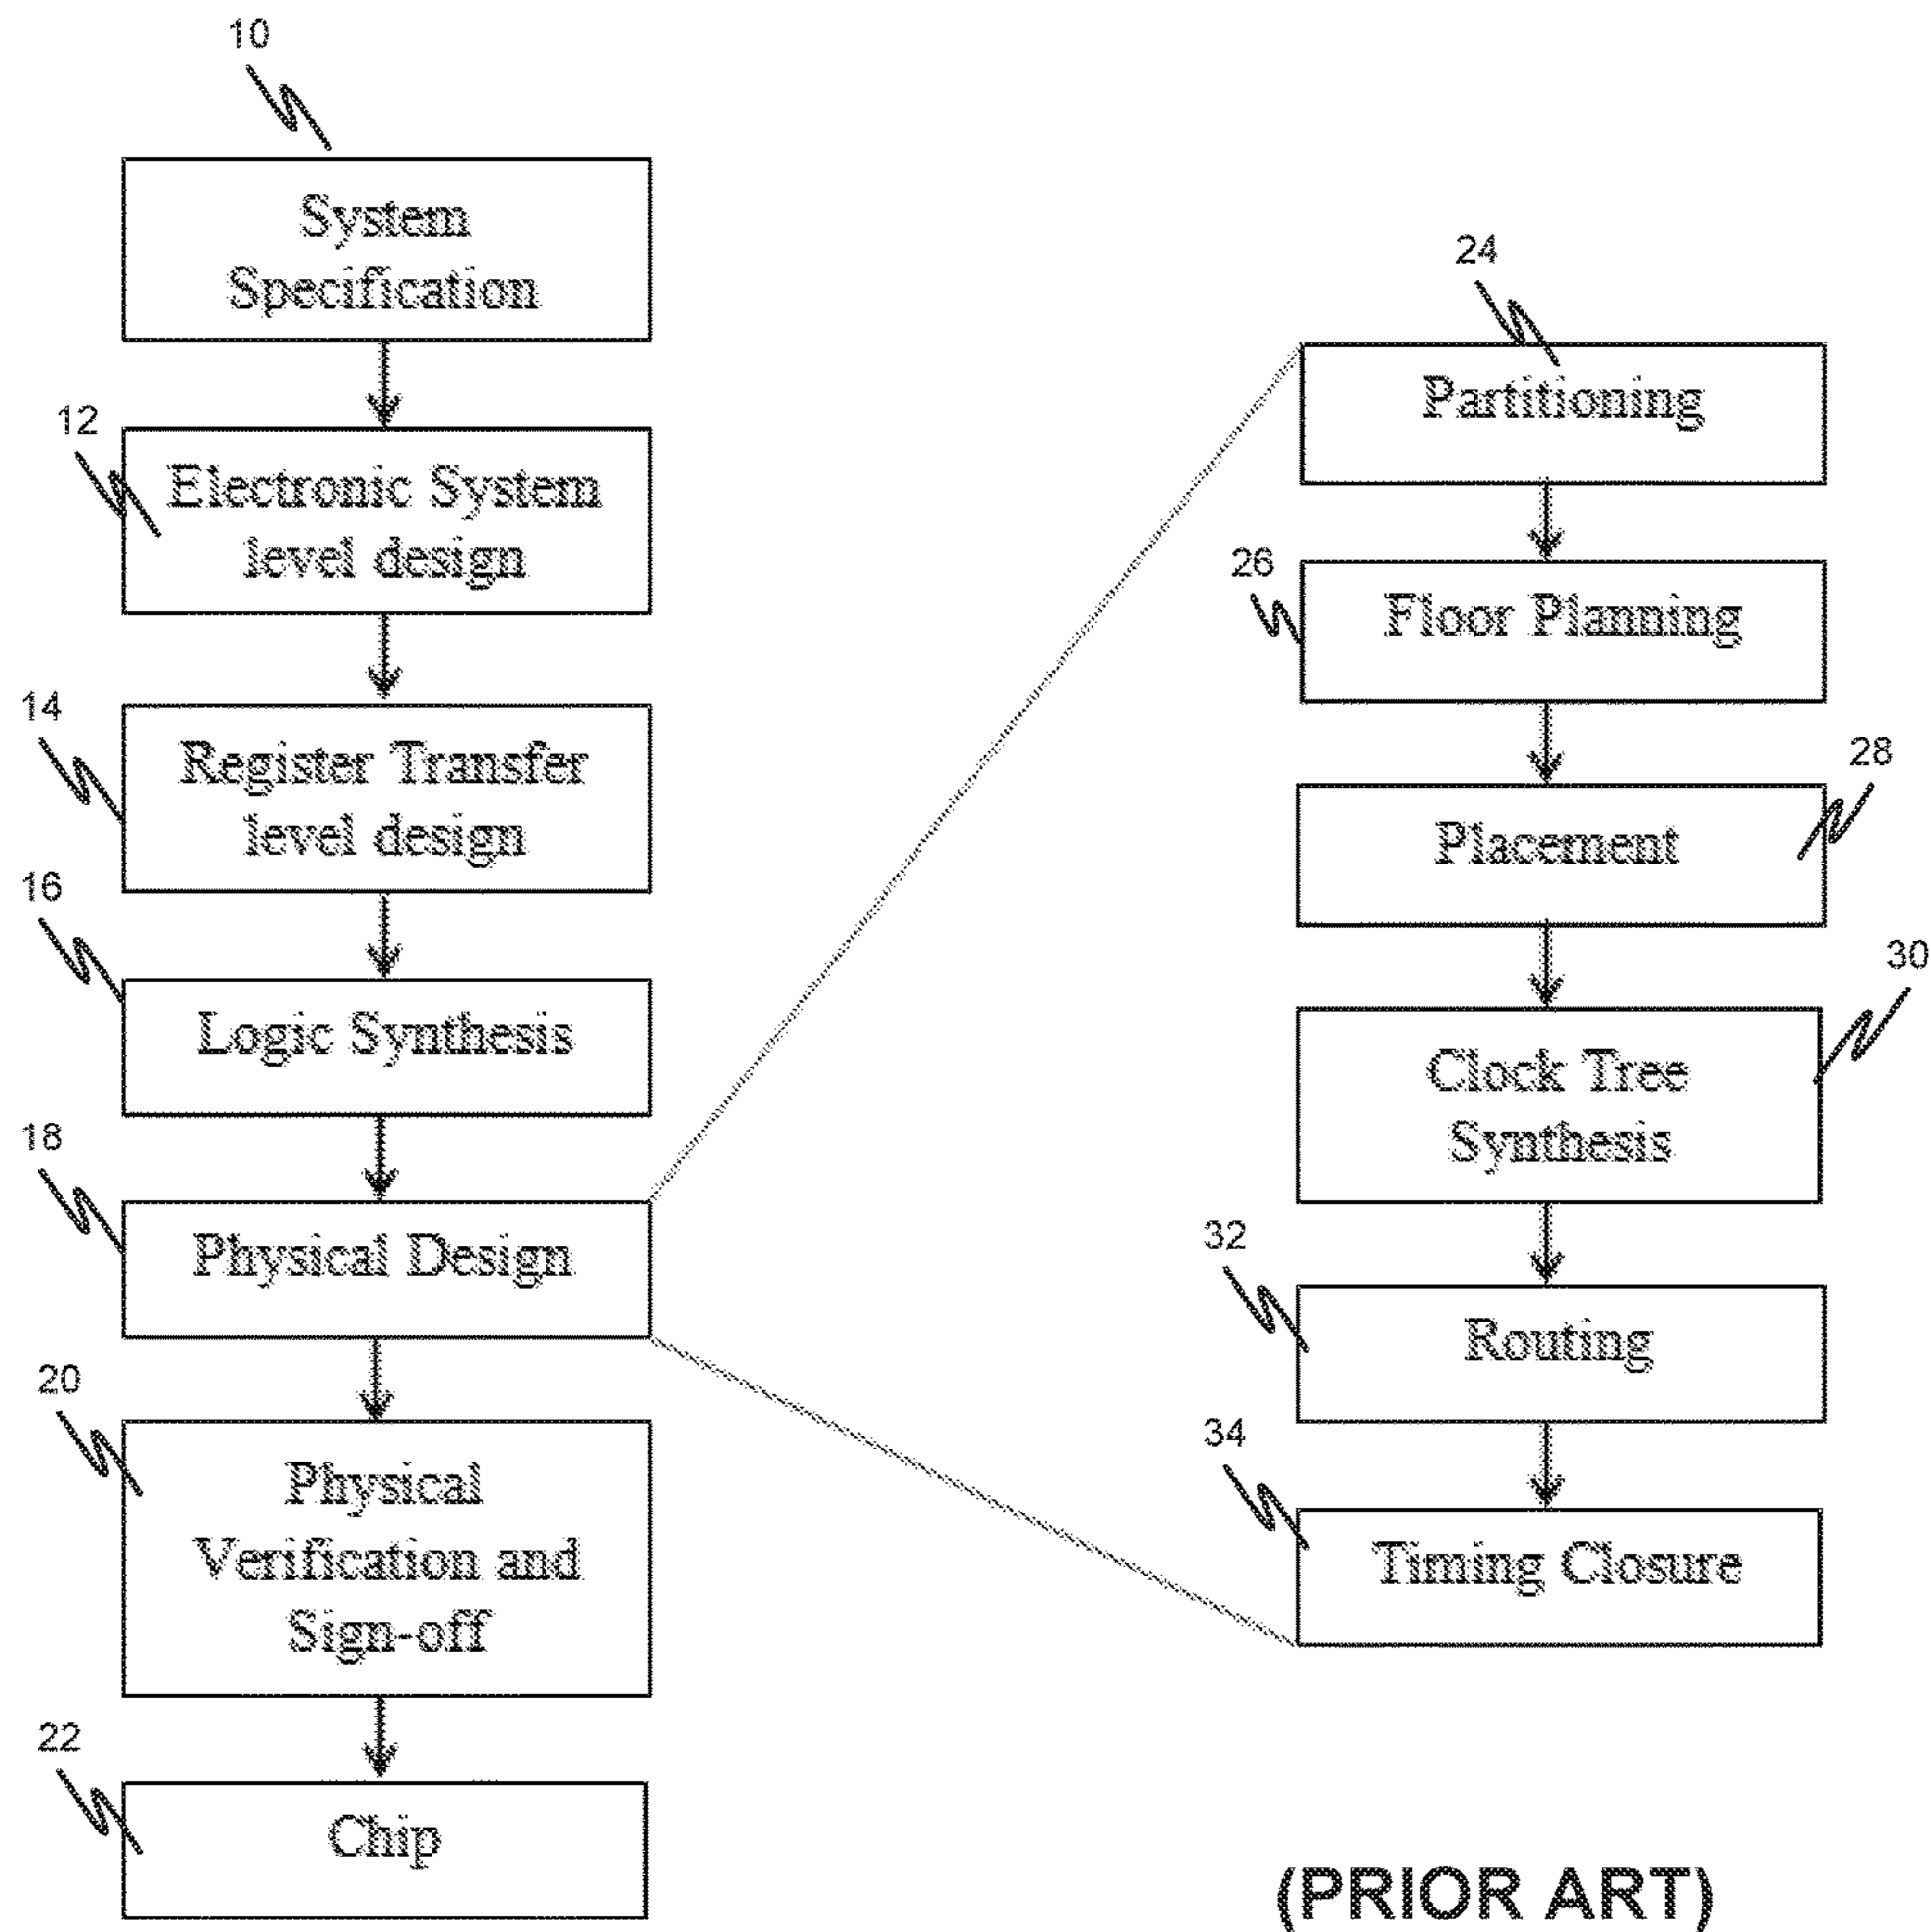 10
System
Specification
12
Electronic System
level design
14
Register Transfer
level design
16
Logic Synthesis
18
Physical Design
20
Physical
Verification and
Sign-off
22
Chip
24
Partitioning
26
Floor Planning
28
Placement
30
Clock Tree
Synthesis
32
Routing
34
Timing Closure
(PRIOR ART)